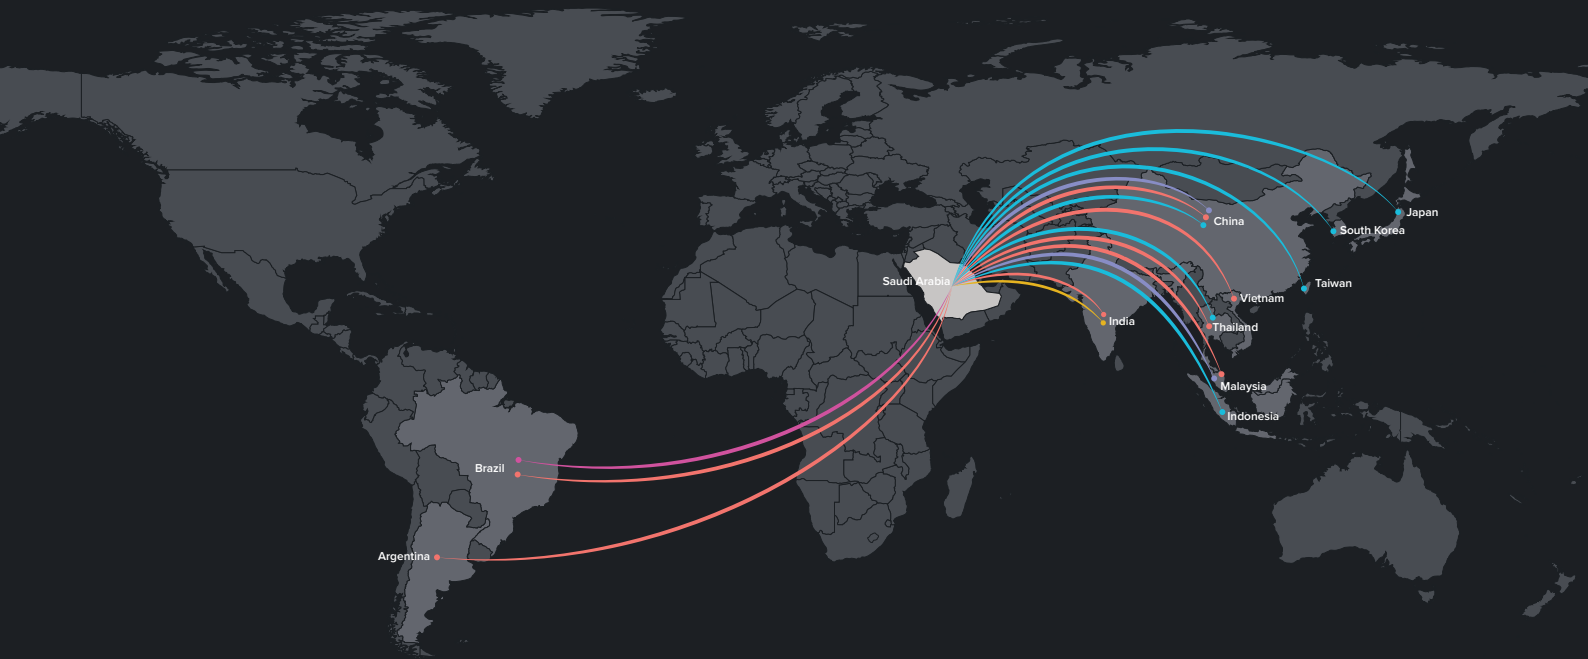 Japan
China
South Korea
Saudi Arabia
Taiwan
Vietnam
India
Thailand
Malaysia
Indonesia
Brazil
Argentina